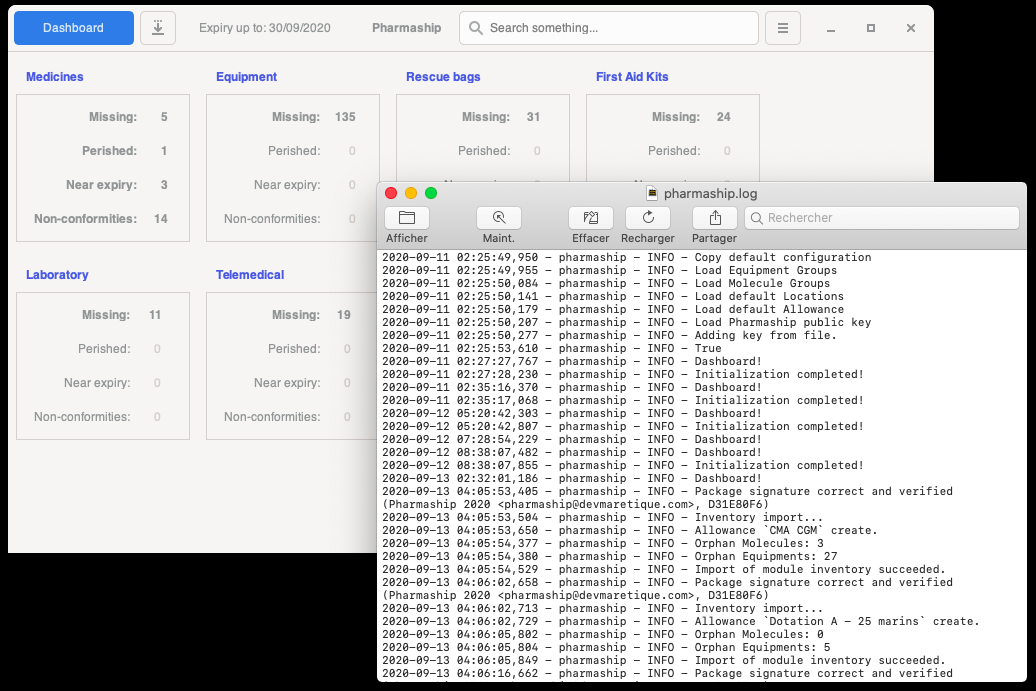 Dashboard
Expiry up to: 30/09/2020
Pharmaship
Search something...
Medicines
Missing: 5
Perished: 1
Near expiry: 3
Non-conformities: 14
Equipment
Missing: 135
Perished: 0
Near expiry: 0
Non-conformities: 0
Rescue bags
Missing: 31
Perished: 0
First Aid Kits
Missing: 24
Perished: 0
Laboratory
Missing: 11
Perished: 0
Near expiry: 0
Non-conformities: 0
Telemedical
Missing: 19
Perished: 0
Near expiry: 0
Non-conformities: 0
pharmaship.log
Afficher
Maint.
Effacer
Recharger
Partager
Rechercher
2020-09-11 02:25:49,950 - pharmaship - INFO - Copy default configuration
2020-09-11 02:25:49,955 - pharmaship - INFO - Load Equipment Groups
2020-09-11 02:25:50,084 - pharmaship - INFO - Load Molecule Groups
2020-09-11 02:25:50,141 - pharmaship - INFO - Load default Locations
2020-09-11 02:25:50,179 - pharmaship - INFO - Load default Allowance
2020-09-11 02:25:50,207 - pharmaship - INFO - Load Pharmaship public key
2020-09-11 02:25:50,277 - pharmaship - INFO - Adding key from file.
2020-09-11 02:25:53,610 - pharmaship - INFO - True
2020-09-11 02:27:27,767 - pharmaship - INFO - Dashboard!
2020-09-11 02:27:28,230 - pharmaship - INFO - Initialization completed!
2020-09-11 02:35:16,370 - pharmaship - INFO - Dashboard!
2020-09-11 02:35:17,068 - pharmaship - INFO - Initialization completed!
2020-09-12 05:20:42,303 - pharmaship - INFO - Dashboard!
2020-09-12 05:20:42,807 - pharmaship - INFO - Initialization completed!
2020-09-12 07:28:54,229 - pharmaship - INFO - Dashboard!
2020-09-12 08:38:07,482 - pharmaship - INFO - Dashboard!
2020-09-12 08:38:07,855 - pharmaship - INFO - Initialization completed!
2020-09-13 02:32:01,186 - pharmaship - INFO - Dashboard!
2020-09-13 04:05:53,405 - pharmaship - INFO - Package signature correct and verified
(Pharmaship 2020 <pharmaship@devmaretique.com>, D31E80F6)
2020-09-13 04:05:53,504 - pharmaship - INFO - Inventory import...
2020-09-13 04:05:53,650 - pharmaship - INFO - Allowance `CMA CGM` create.
2020-09-13 04:05:54,377 - pharmaship - INFO - Orphan Molecules: 3
2020-09-13 04:05:54,380 - pharmaship - INFO - Orphan Equipments: 27
2020-09-13 04:05:54,529 - pharmaship - INFO - Import of module inventory succeeded.
2020-09-13 04:06:02,658 - pharmaship - INFO - Package signature correct and verified
(Pharmaship 2020 <pharmaship@devmaretique.com>, D31E80F6)
2020-09-13 04:06:02,713 - pharmaship - INFO - Inventory import...
2020-09-13 04:06:02,729 - pharmaship - INFO - Allowance `Dotation A - 25 marins` create.
2020-09-13 04:06:05,802 - pharmaship - INFO - Orphan Molecules: 0
2020-09-13 04:06:05,804 - pharmaship - INFO - Orphan Equipments: 5
2020-09-13 04:06:05,849 - pharmaship - INFO - Import of module inventory succeeded.
2020-09-13 04:06:16,662 - pharmaship - INFO - Package signature correct and verified